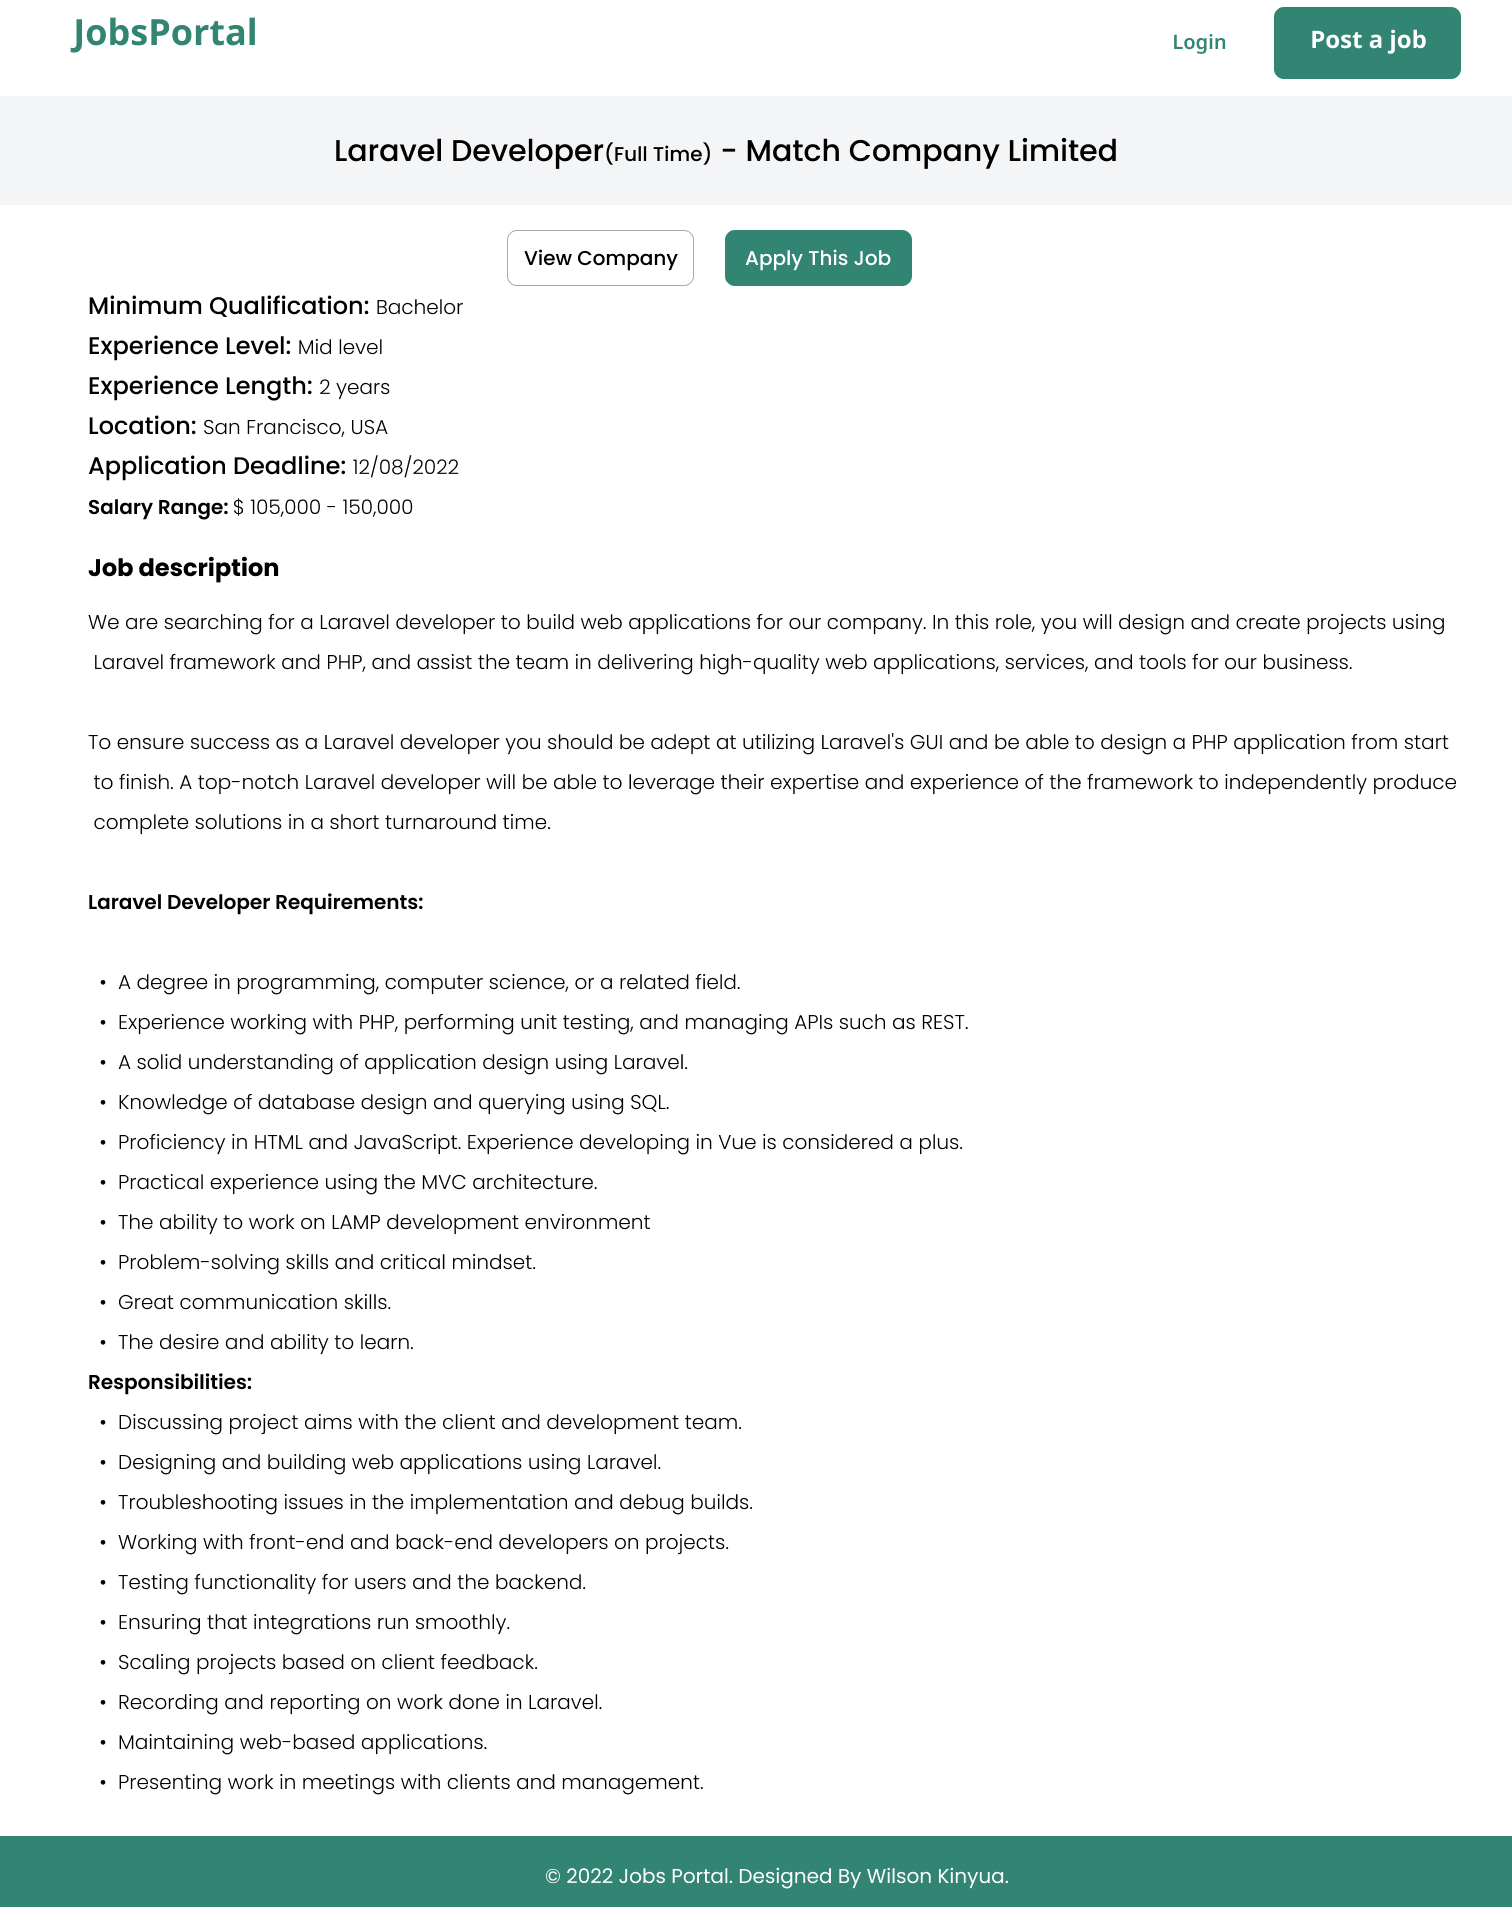 JobsPortal
Login
Post a job
Laravel Developer(Full Time) - Match Company Limited
View Company
Apply This Job
Minimum Qualification: Bachelor
Experience Level: Mid level
Experience Length: 2 years
Location: San Francisco, USA
Application Deadline: 12/08/2022
Salary Range: $ 105,000 - 150,000
Job description
We are searching for a Laravel developer to build web applications for our company. In this role, you will design and create projects using
Laravel framework and PHP, and assist the team in delivering high-quality web applications, services, and tools for our business.
To ensure success as a Laravel developer you should be adept at utilizing Laravel's GUI and be able to design a PHP application from start
to finish. A top-notch Laravel developer will be able to leverage their expertise and experience of the framework to independently produce
complete solutions in a short turnaround time.
Laravel Developer Requirements:
• A degree in programming, computer science, or a related field.
• Experience working with PHP, performing unit testing, and managing APIs such as REST.
• A solid understanding of application design using Laravel.
• Knowledge of database design and querying using SQL.
• Proficiency in HTML and JavaScript. Experience developing in Vue is considered a plus.
• Practical experience using the MVC architecture.
• The ability to work on LAMP development environment
• Problem-solving skills and critical mindset.
• Great communication skills.
• The desire and ability to learn.
Responsibilities:
• Discussing project aims with the client and development team.
• Designing and building web applications using Laravel.
• Troubleshooting issues in the implementation and debug builds.
• Working with front-end and back-end developers on projects.
• Testing functionality for users and the backend.
• Ensuring that integrations run smoothly.
• Scaling projects based on client feedback.
• Recording and reporting on work done in Laravel.
• Maintaining web-based applications.
• Presenting work in meetings with clients and management.
© 2022 Jobs Portal. Designed By Wilson Kinyua.